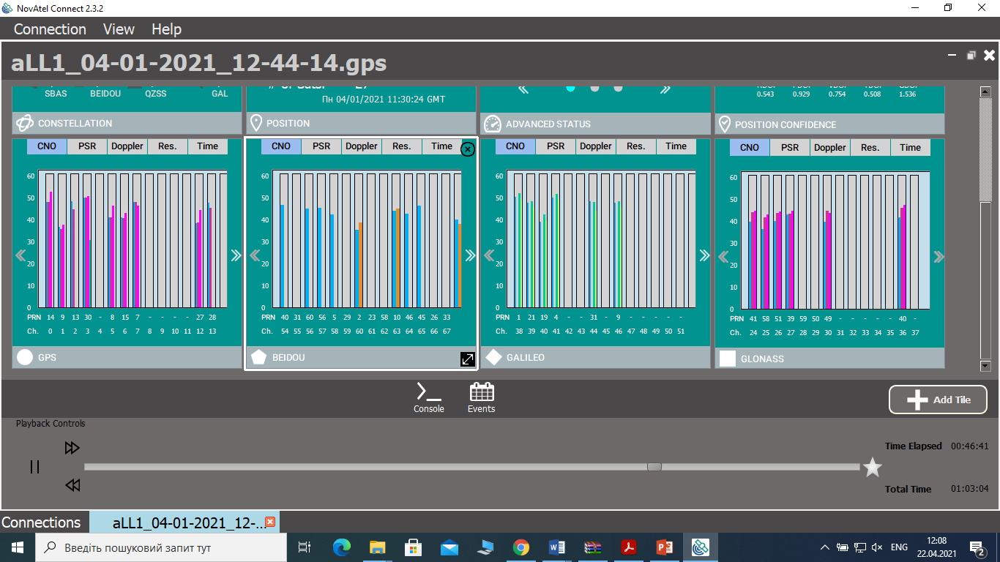 NovAtel Connect 2.3.2
Connection View Help
aLL1_04-01-2021_12-44-14.gps
SBAS BEIDOU QZSS GAL
Пн 04/01/2021 11:30:24 GMT
0.543 0.929 0.754 0.508 1.536
CONSTELLATION
POSITION
ADVANCED STATUS
POSITION CONFIDENCE
CNO PSR Doppler Res. Time
60
50
40
30
20
10
0
PRN 14 9 13 30 - 8 15 7 - - - - 27 28
Ch. 0 1 2 3 4 5 6 7 8 9 10 11 12 13
GPS
CNO PSR Doppler Res. Time
60
50
40
30
20
10
0
PRN 40 31 60 56 5 29 2 23 58 10 46 45 26 33
Ch. 54 55 56 57 58 59 60 61 62 63 64 65 66 67
BEIDOU
CNO PSR Doppler Res. Time
60
50
40
30
20
10
0
PRN 1 21 19 4 - - 31 - 9 - - - - -
Ch. 38 39 40 41 42 43 44 45 46 47 48 49 50 51
GALILEO
CNO PSR Doppler Res. Time
60
50
40
30
20
10
0
PRN 41 58 51 39 59 50 49 - - - - - 40 -
Ch. 24 25 26 27 28 29 30 31 32 33 34 35 36 37
GLONASS
Console
Events
Add Tile
Playback Controls
Time Elapsed 00:46:41
Total Time 01:03:04
Connections aLL1_04-01-2021_12-...
Введіть пошуковий запит тут
ENG
12:08
22.04.2021
2